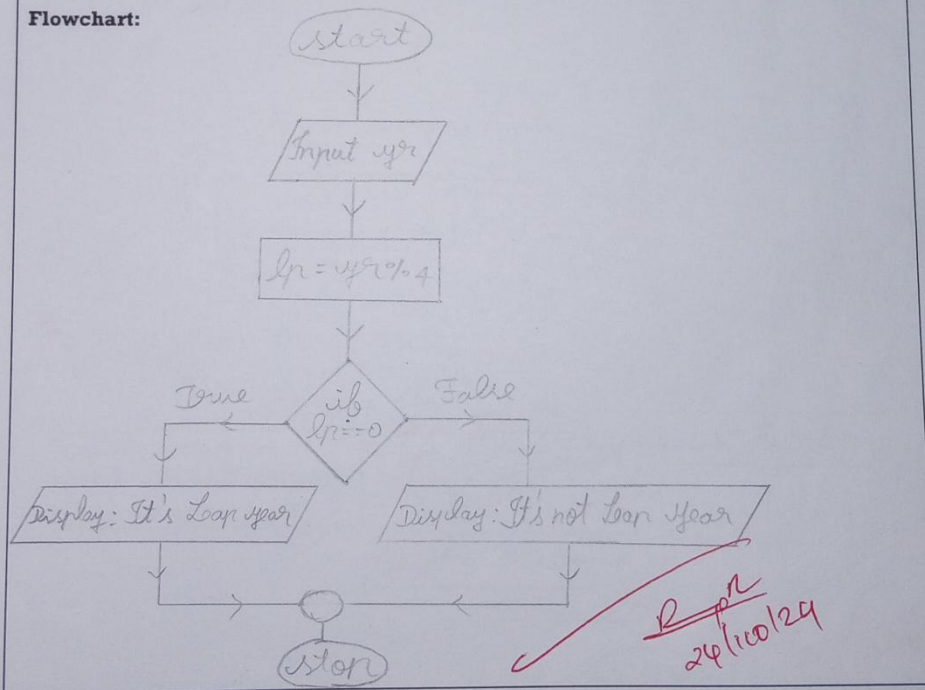 Flowchart:
start
Input yr
lp = yr % 4
if
lp==0
True
False
Display: It's Leap year
Display: It's not Leap year
stop
24/10/24